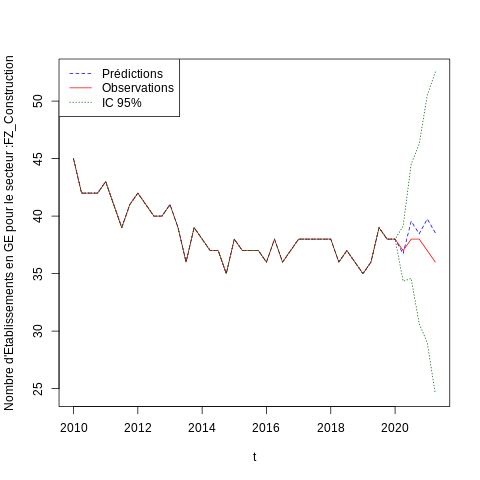 Nombre d'Etablissements en GE pour le secteur :FZ_Construction
Prédictions
Observations
IC 95%
50
45
40
35
30
25
2010 2012 2014 2016 2018 2020
t